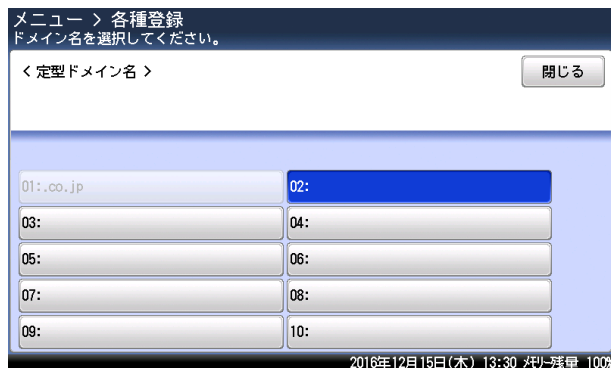 メニュー > 各種登録
ドメイン名を選択してください。
< 定型ドメイン名 >
閉じる
01:.co.jp
02:
03:
04:
05:
06:
07:
08:
09:
10:
2016年12月15日(木) 13:30 ﾒﾓﾘｰ残量 100%